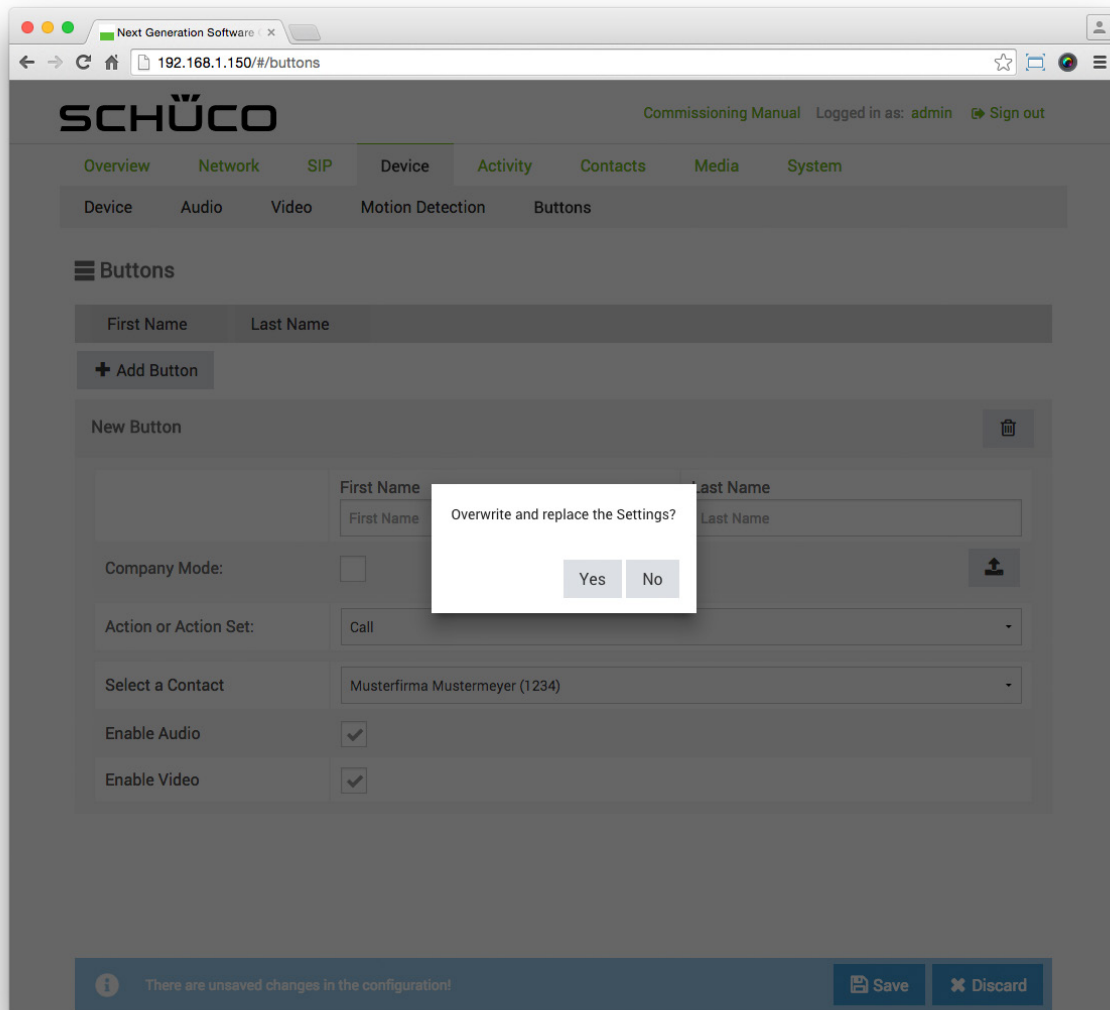 Next Generation Software
192.168.1.150/#/buttons
SCHÜCO
Commissioning Manual Logged in as: admin Sign out
Overview Network SIP Device Activity Contacts Media System
Device Audio Video Motion Detection Buttons
Buttons
First Name Last Name
Add Button
New Button
First Name Last Name
First Name Last Name
Overwrite and replace the Settings?
Yes No
Company Mode:
Action or Action Set: Call
Select a Contact Musterfirma Mustermeyer (1234)
Enable Audio
Enable Video
There are unsaved changes in the configuration! Save Discard